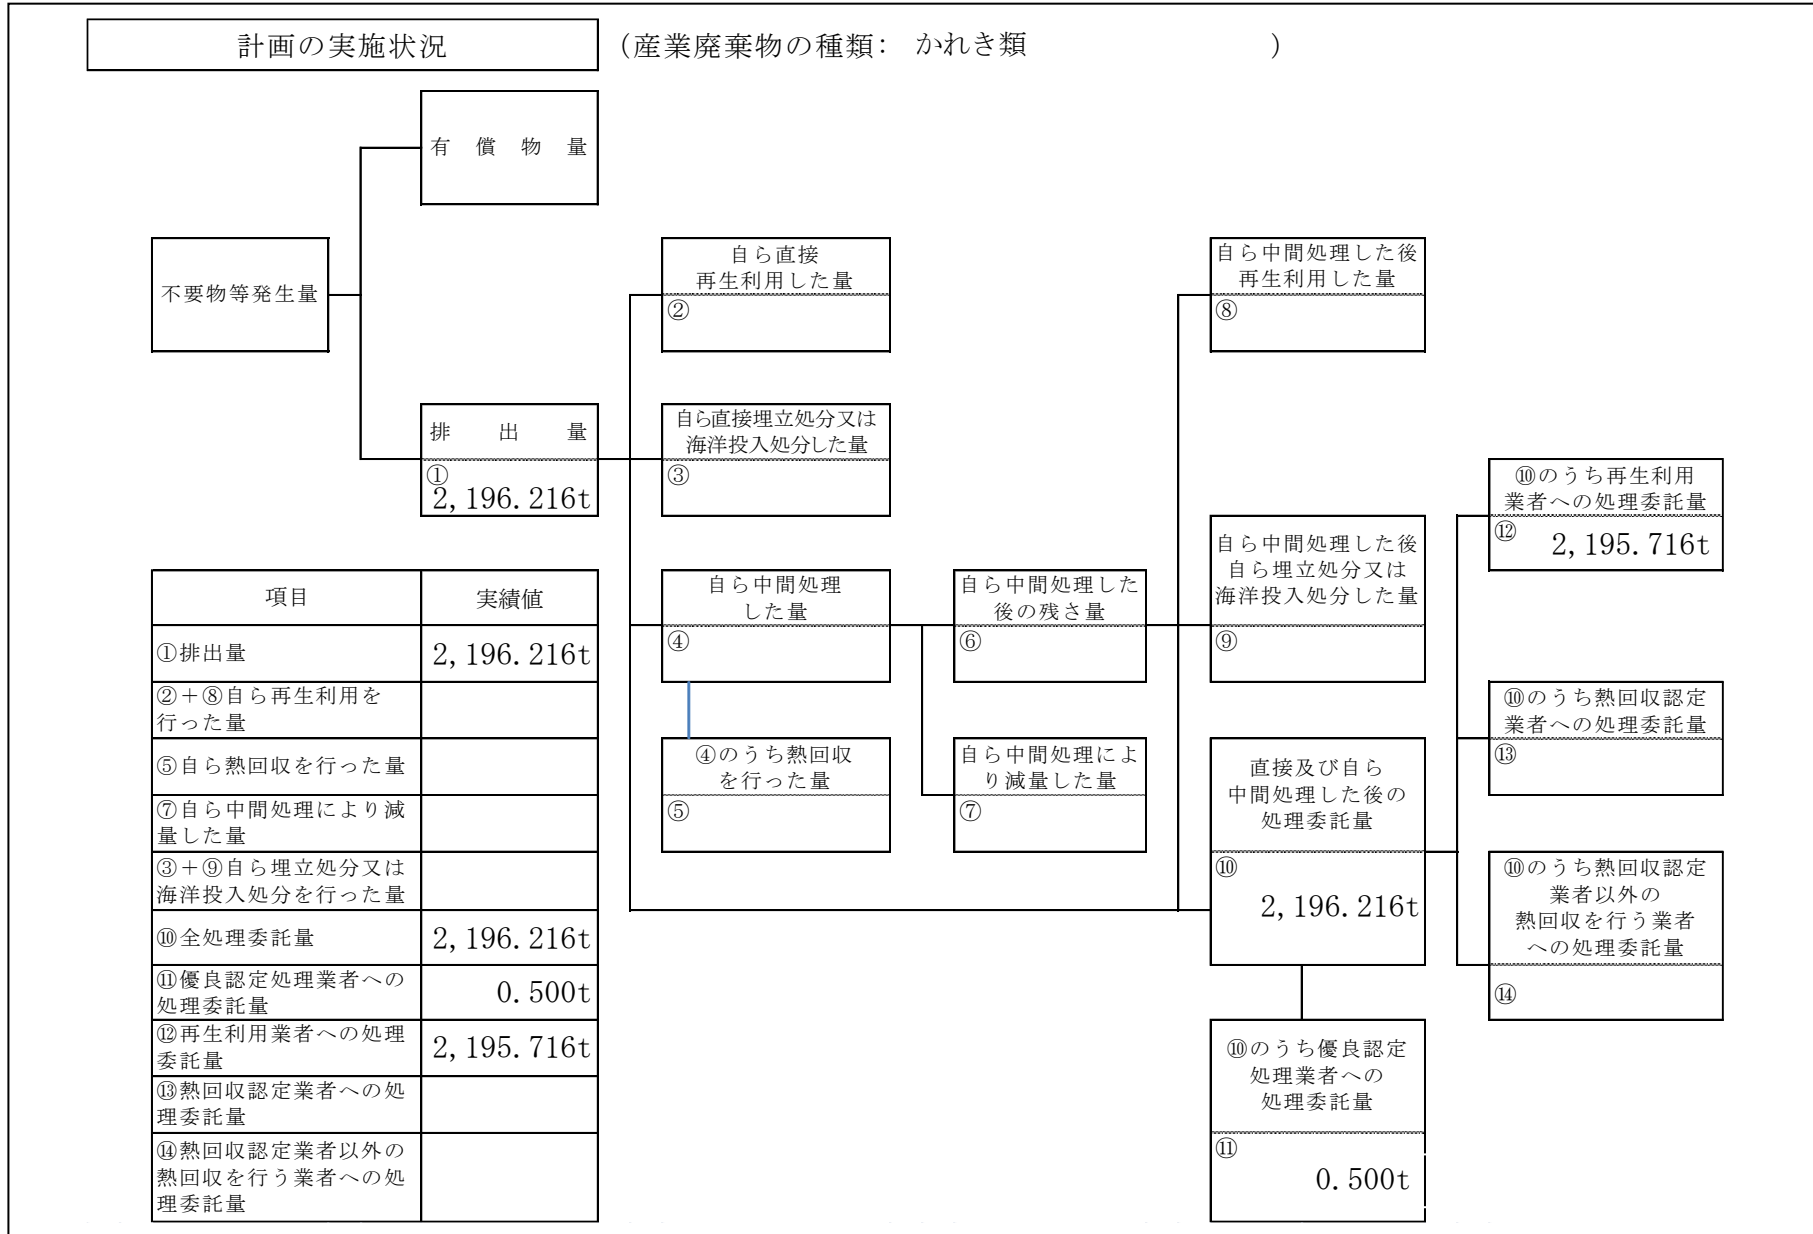 計画の実施状況
(産業廃棄物の種類： かれき類 )
有償物量
不要物等発生量
自ら直接
再生利用した量
②
自ら中間処理した後
再生利用した量
⑧
排出量
①
2,196.216t
自ら直接埋立処分又は
海洋投入処分した量
③
⑩のうち再生利用
業者への処理委託量
⑫
2,195.716t
自ら中間処理した後
自ら埋立処分又は
海洋投入処分した量
⑨
自ら中間処理
した量
④
自ら中間処理した
後の残さ量
⑥
⑩のうち熱回収認定
業者への処理委託量
⑬
④のうち熱回収
を行った量
⑤
自ら中間処理によ
り減量した量
⑦
直接及び自ら
中間処理した後の
処理委託量
⑩
2,196.216t
⑩のうち熱回収認定
業者以外の
熱回収を行う業者
への処理委託量
⑭
⑩のうち優良認定
処理業者への
処理委託量
⑪
0.500t
項目 実績値
①排出量 2,196.216t
②＋⑧自ら再生利用を
行った量
⑤自ら熱回収を行った量
⑦自ら中間処理により減
量した量
③＋⑨自ら埋立処分又は
海洋投入処分を行った量
⑩全処理委託量 2,196.216t
⑪優良認定処理業者への
処理委託量 0.500t
⑫再生利用業者への処理
委託量 2,195.716t
⑬熱回収認定業者への処
理委託量
⑭熱回収認定業者以外の
熱回収を行う業者への処
理委託量